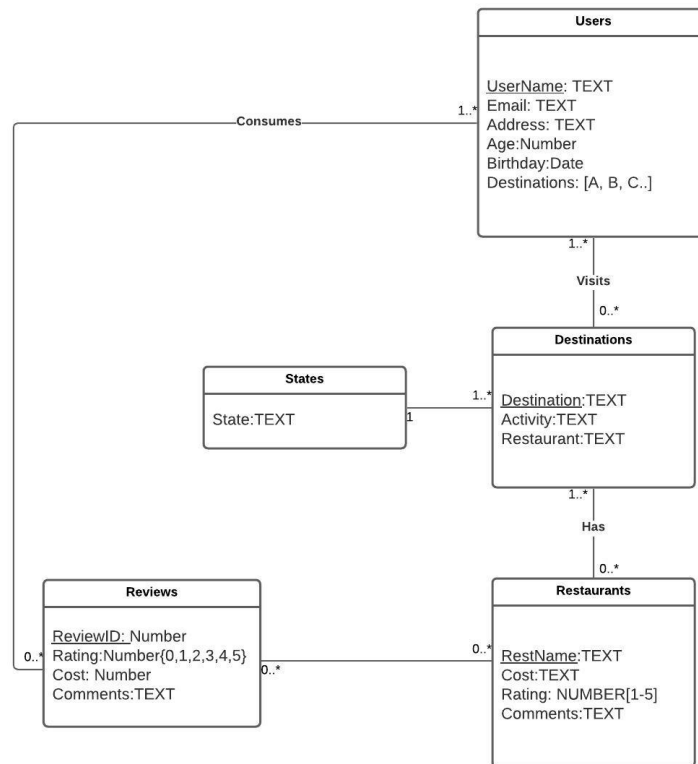 Users
UserName: TEXT
Email: TEXT
Address: TEXT
Age:Number
Birthday:Date
Destinations: [A, B, C..]
1..*
Consumes
1..*
Visits
0..*
Destinations
Destination:TEXT
Activity:TEXT
Restaurant:TEXT
States
State:TEXT
1..*
1
1..*
Has
0..*
Reviews
ReviewID: Number
Rating:Number{0,1,2,3,4,5}
Cost: Number
Comments:TEXT
0..*
0..*
0..*
Restaurants
RestName:TEXT
Cost:TEXT
Rating: NUMBER[1-5]
Comments:TEXT